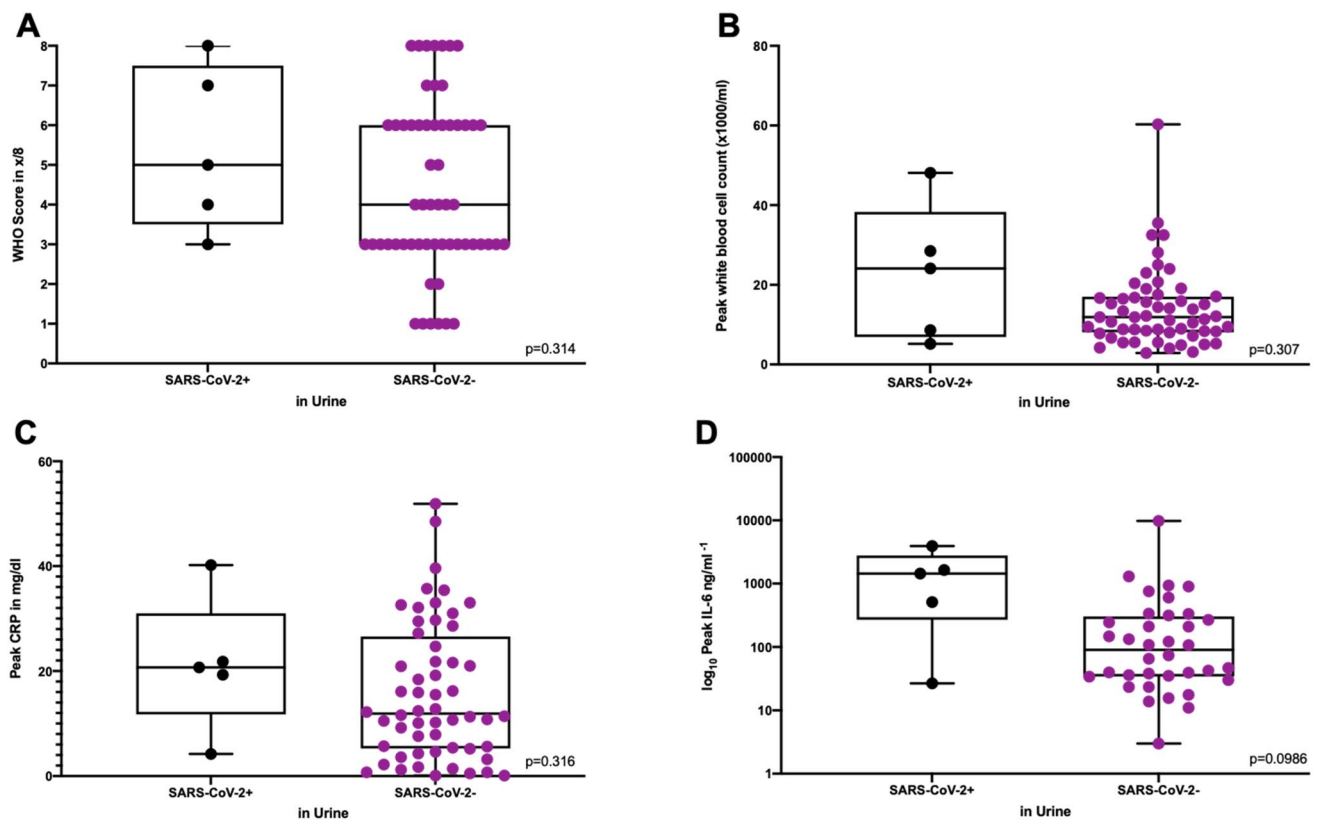 A
WHO Score in x/8
8
7
6
5
4
3
2
1
0
p=0.314
SARS-CoV-2+
SARS-CoV-2-
in Urine
B
Peak white blood cell count (x1000/ml)
80
60
40
20
0
p=0.307
SARS-CoV-2+
SARS-CoV-2-
in Urine
C
Peak CRP in mg/dl
60
40
20
0
p=0.316
SARS-CoV-2+
SARS-CoV-2-
in Urine
D
log10 Peak IL-6 ng/ml -1
100000
10000
1000
100
10
1
p=0.0986
SARS-CoV-2+
SARS-CoV-2-
in Urine